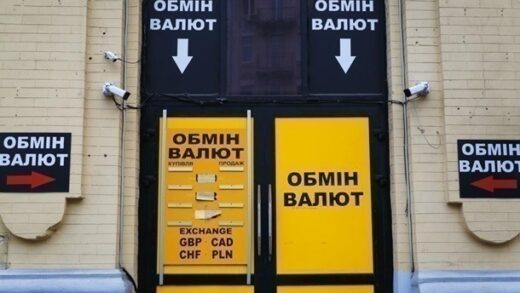 ОБМІН
ВАЛЮТ
ОБМІН
ВАЛЮТ
ОБМІН
ВАЛЮТ
ОБМІН
ВАЛЮТ
КУПІВЛЯ ПРОДАЖ
EXCHANGE
GBP CAD
CHF PLN
ОБМІН
ВАЛЮТ
ОБМІН
ВАЛЮТ